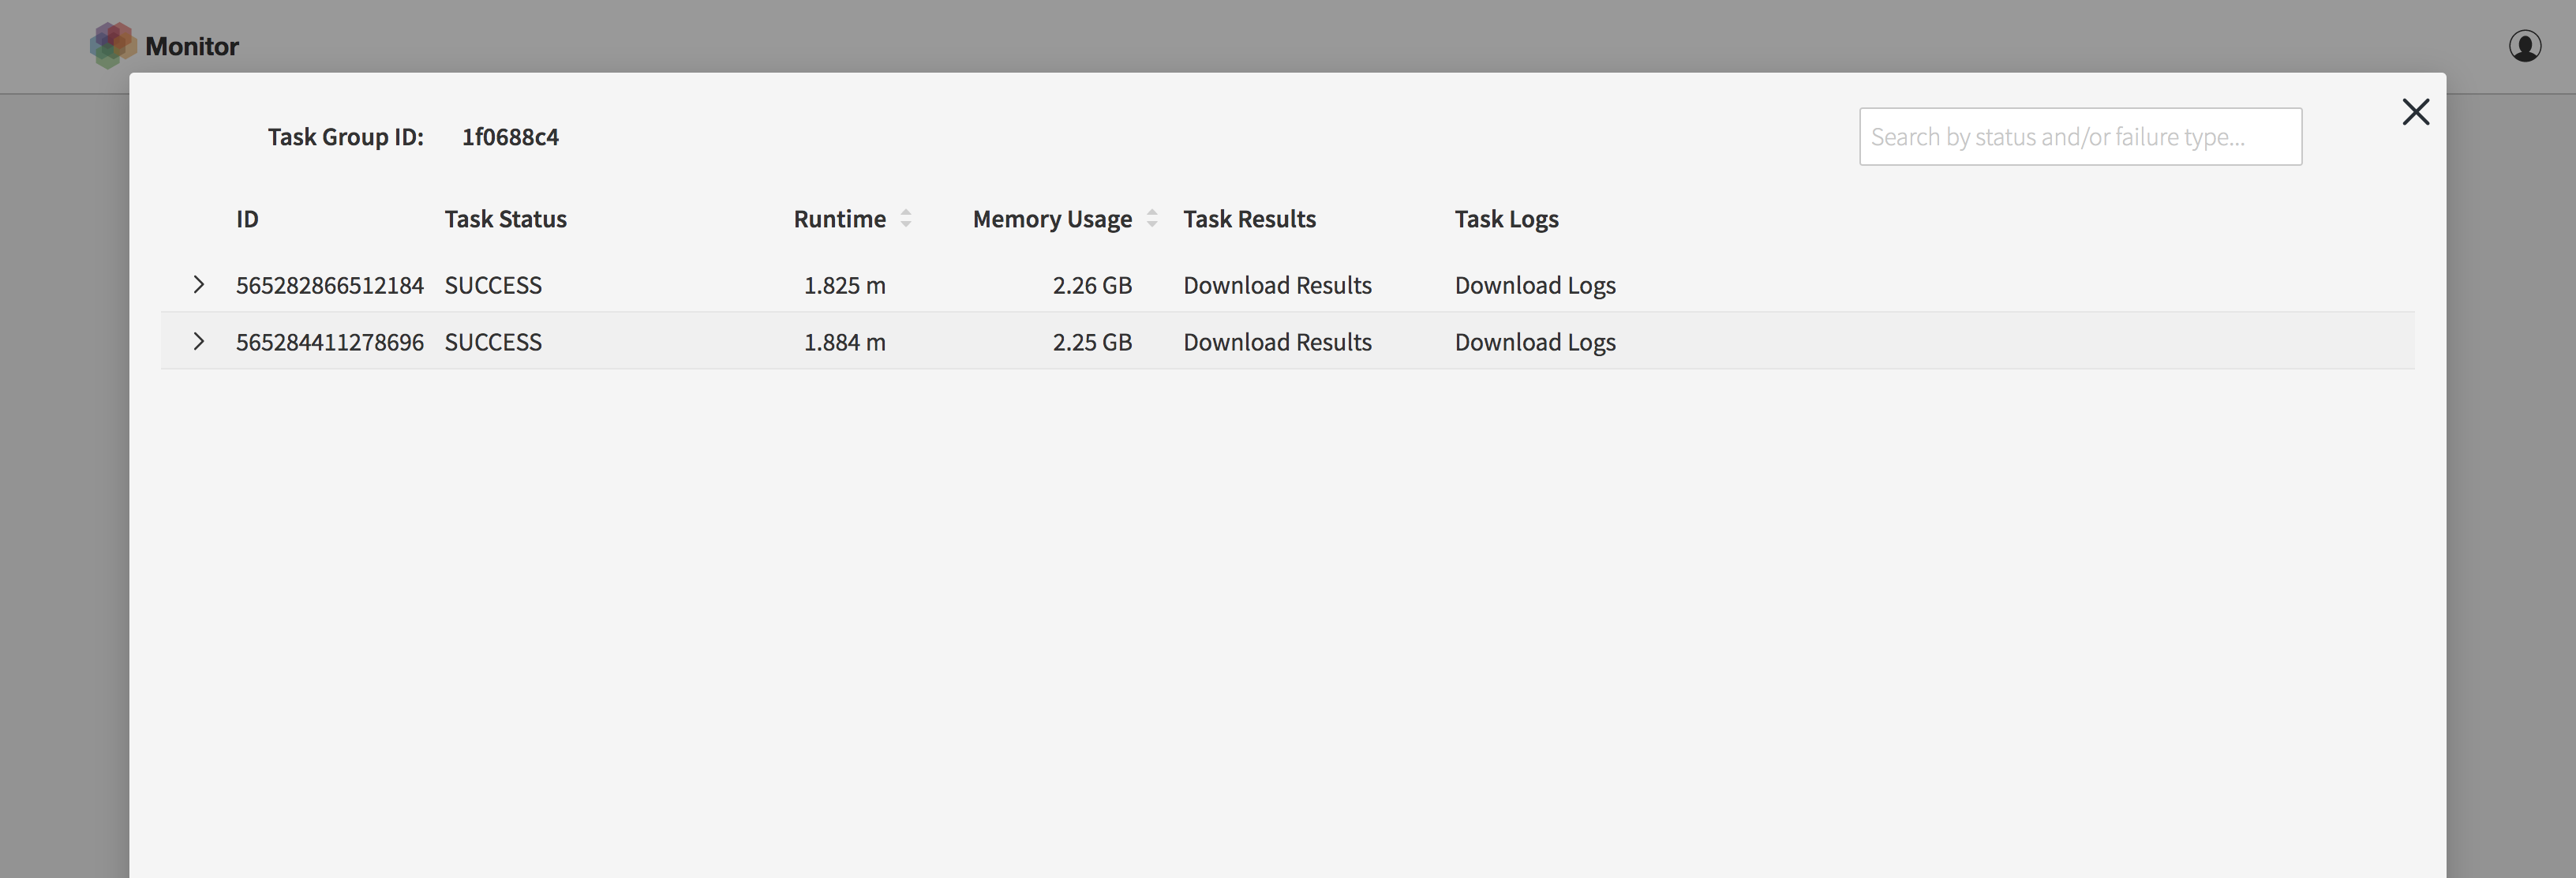 Monitor
Task Group ID: 1f0688c4
Search by status and/or failure type...
ID Task Status Runtime Memory Usage Task Results Task Logs
565282866512184 SUCCESS 1.825 m 2.26 GB Download Results Download Logs
565284411278696 SUCCESS 1.884 m 2.25 GB Download Results Download Logs